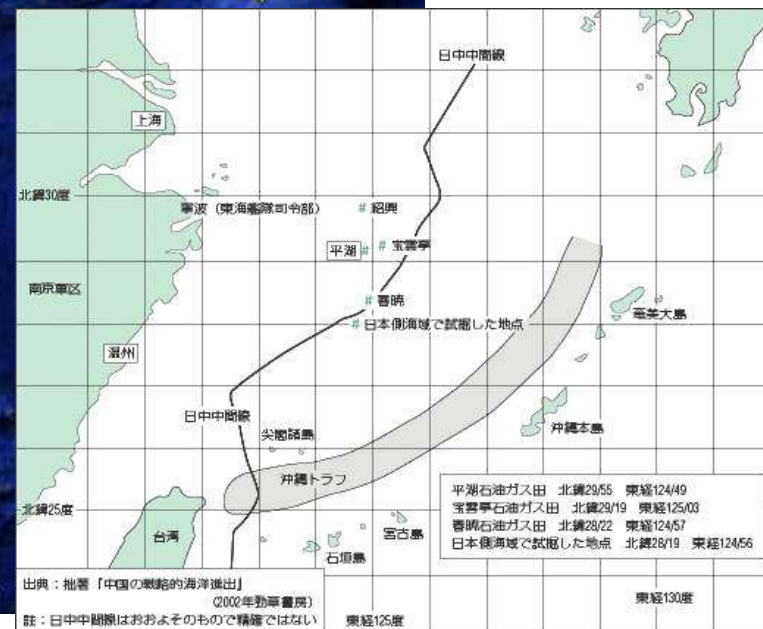 日中中間線
上海
北緯30度
寧波（東海艦隊司令部）
# 紹興
平湖 #
# 宝雲亭
南京軍区
# 春暁
奄美大島
# 日本側海域で試掘した地点
温州
日中中間線
尖閣諸島
沖縄本島
沖縄トラフ
平湖石油ガス田 北緯29/55 東経124/49
宝雲亭石油ガス田 北緯29/19 東経125/03
春暁石油ガス田 北緯28/22 東経124/57
日本側海域で試掘した地点 北緯28/19 東経124/56
北緯25度
台湾
宮古島
石垣島
出典：拙著「中国の戦略的海洋進出」
(2002年勁草書房)
註：日中中間線はおおよそのもので精確ではない
東経125度
東経130度